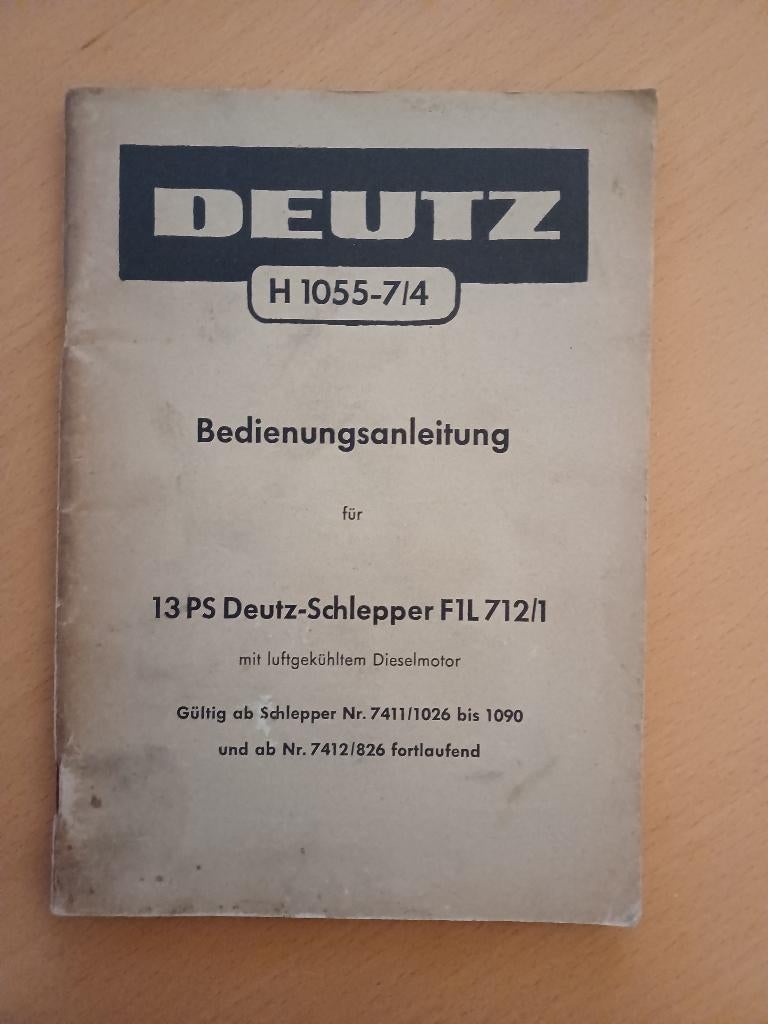 DEUTZ
H 1055-7/4
Bedienungsanleitung
für
13 PS Deutz-Schlepper F1L 712/1
mit luftgekühltem Dieselmotor
Gültig ab Schlepper Nr. 7411/1026 bis 1090
und ab Nr. 7412/826 fortlaufend